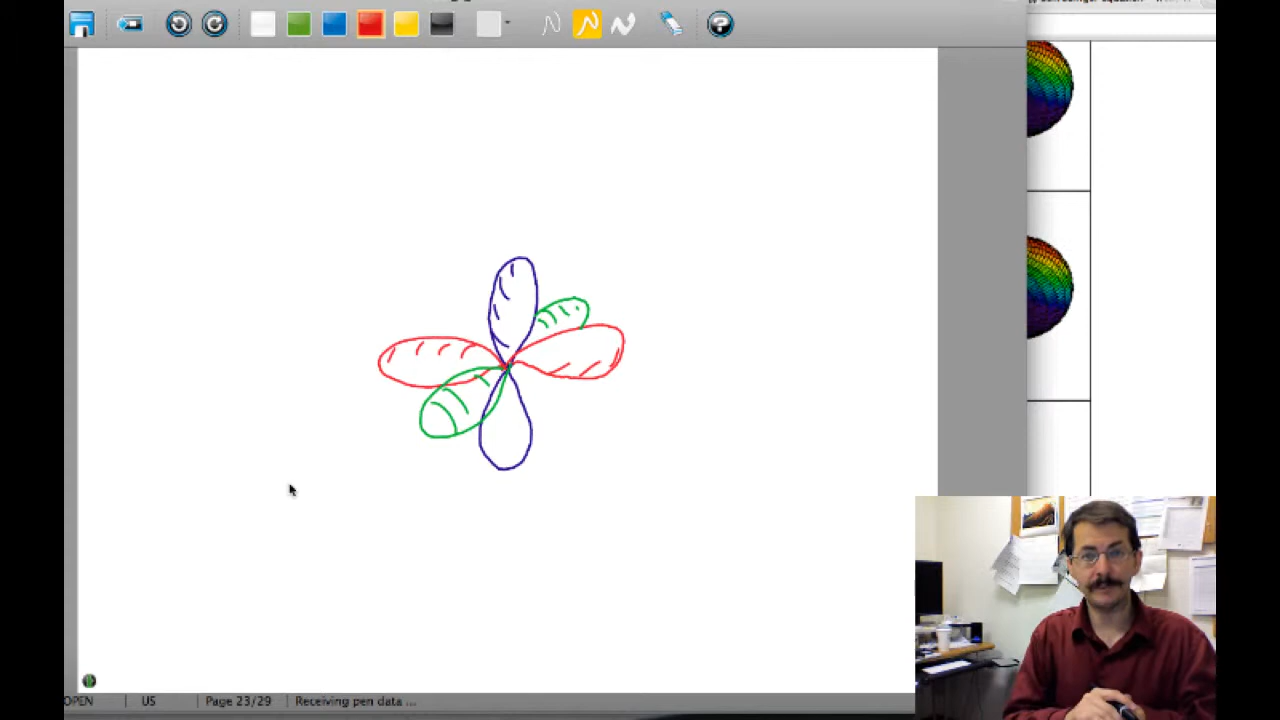 OPEN US Page 23/29 Receiving pen data ...